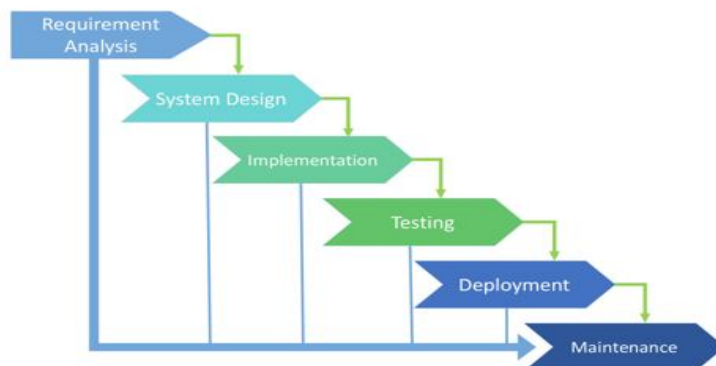 Requirement
Analysis
System Design
Implementation
Testing
Deployment
Maintenance